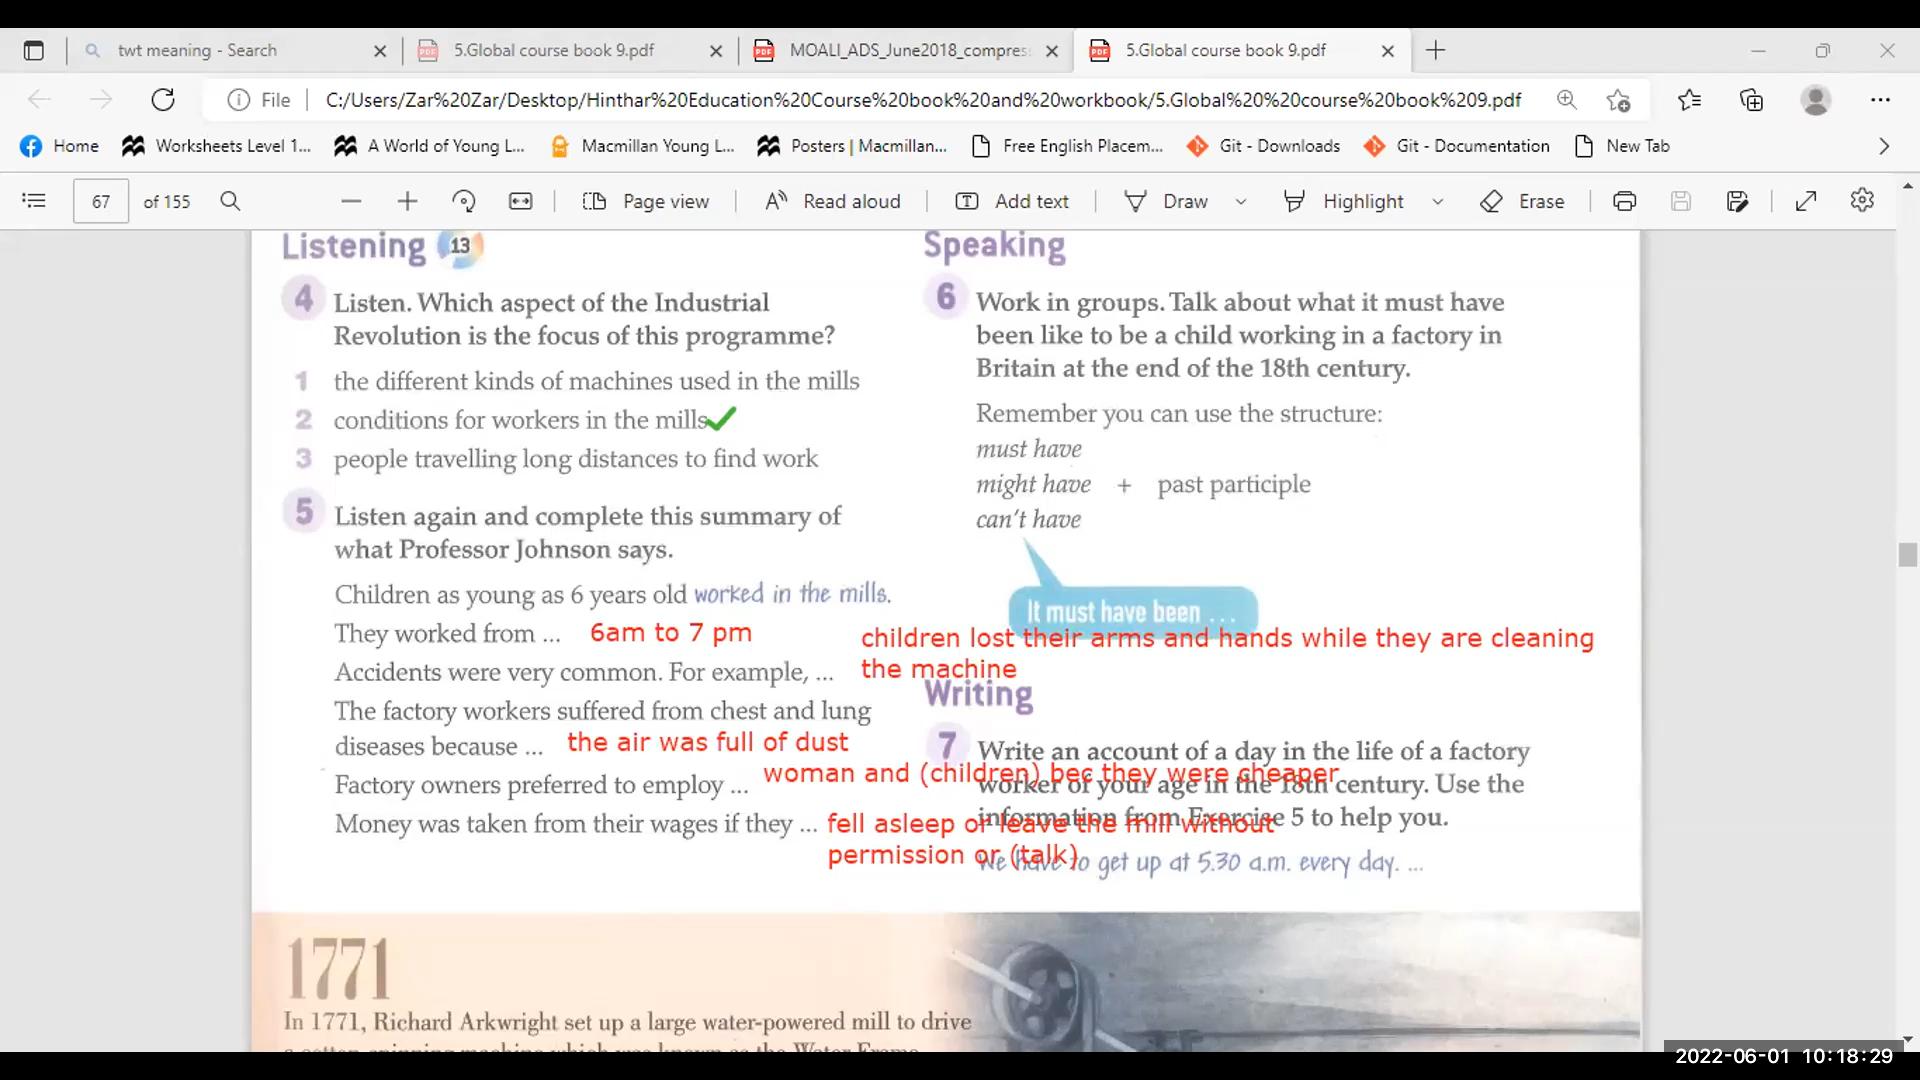 twt meaning - Search
5.Global course book 9.pdf
MOALI_ADS_June2018_compres
5.Global course book 9.pdf
File
C:/Users/Zar%20Zar/Desktop/Hinthar%20Education%20Course%20book%20and%20workbook/5.Global%20%20course%20book%209.pdf
Home
Worksheets Level 1...
A World of Young L...
Macmillan Young L...
Posters | Macmillan...
Free English Placem...
Git - Downloads
Git - Documentation
New Tab
67 of 155
Page view
Read aloud
Add text
Draw
Highlight
Erase
Listening 13
4 Listen. Which aspect of the Industrial
Revolution is the focus of this programme?
1 the different kinds of machines used in the mills
2 conditions for workers in the mills
3 people travelling long distances to find work
5 Listen again and complete this summary of
what Professor Johnson says.
Children as young as 6 years old worked in the mills.
They worked from ... 6am to 7 pm
Accidents were very common. For example, ... children lost their arms and hands while they are cleaning
the machine
The factory workers suffered from chest and lung
diseases because ... the air was full of dust
Factory owners preferred to employ ... woman and (children) bec they were cheaper
Money was taken from their wages if they ... fell asleep or leave the mill without
permission or (talk)
Speaking
6 Work in groups. Talk about what it must have
been like to be a child working in a factory in
Britain at the end of the 18th century.
Remember you can use the structure:
must have
might have + past participle
can't have
It must have been ...
Writing
7 Write an account of a day in the life of a factory
worker of your age in the 18th century. Use the
information from Exercise 5 to help you.
We have to get up at 5.30 a.m. every day. ...
1771
In 1771, Richard Arkwright set up a large water-powered mill to drive
a cotton-spinning machine which was known as the Water Frame.
2022-06-01 10:18:29